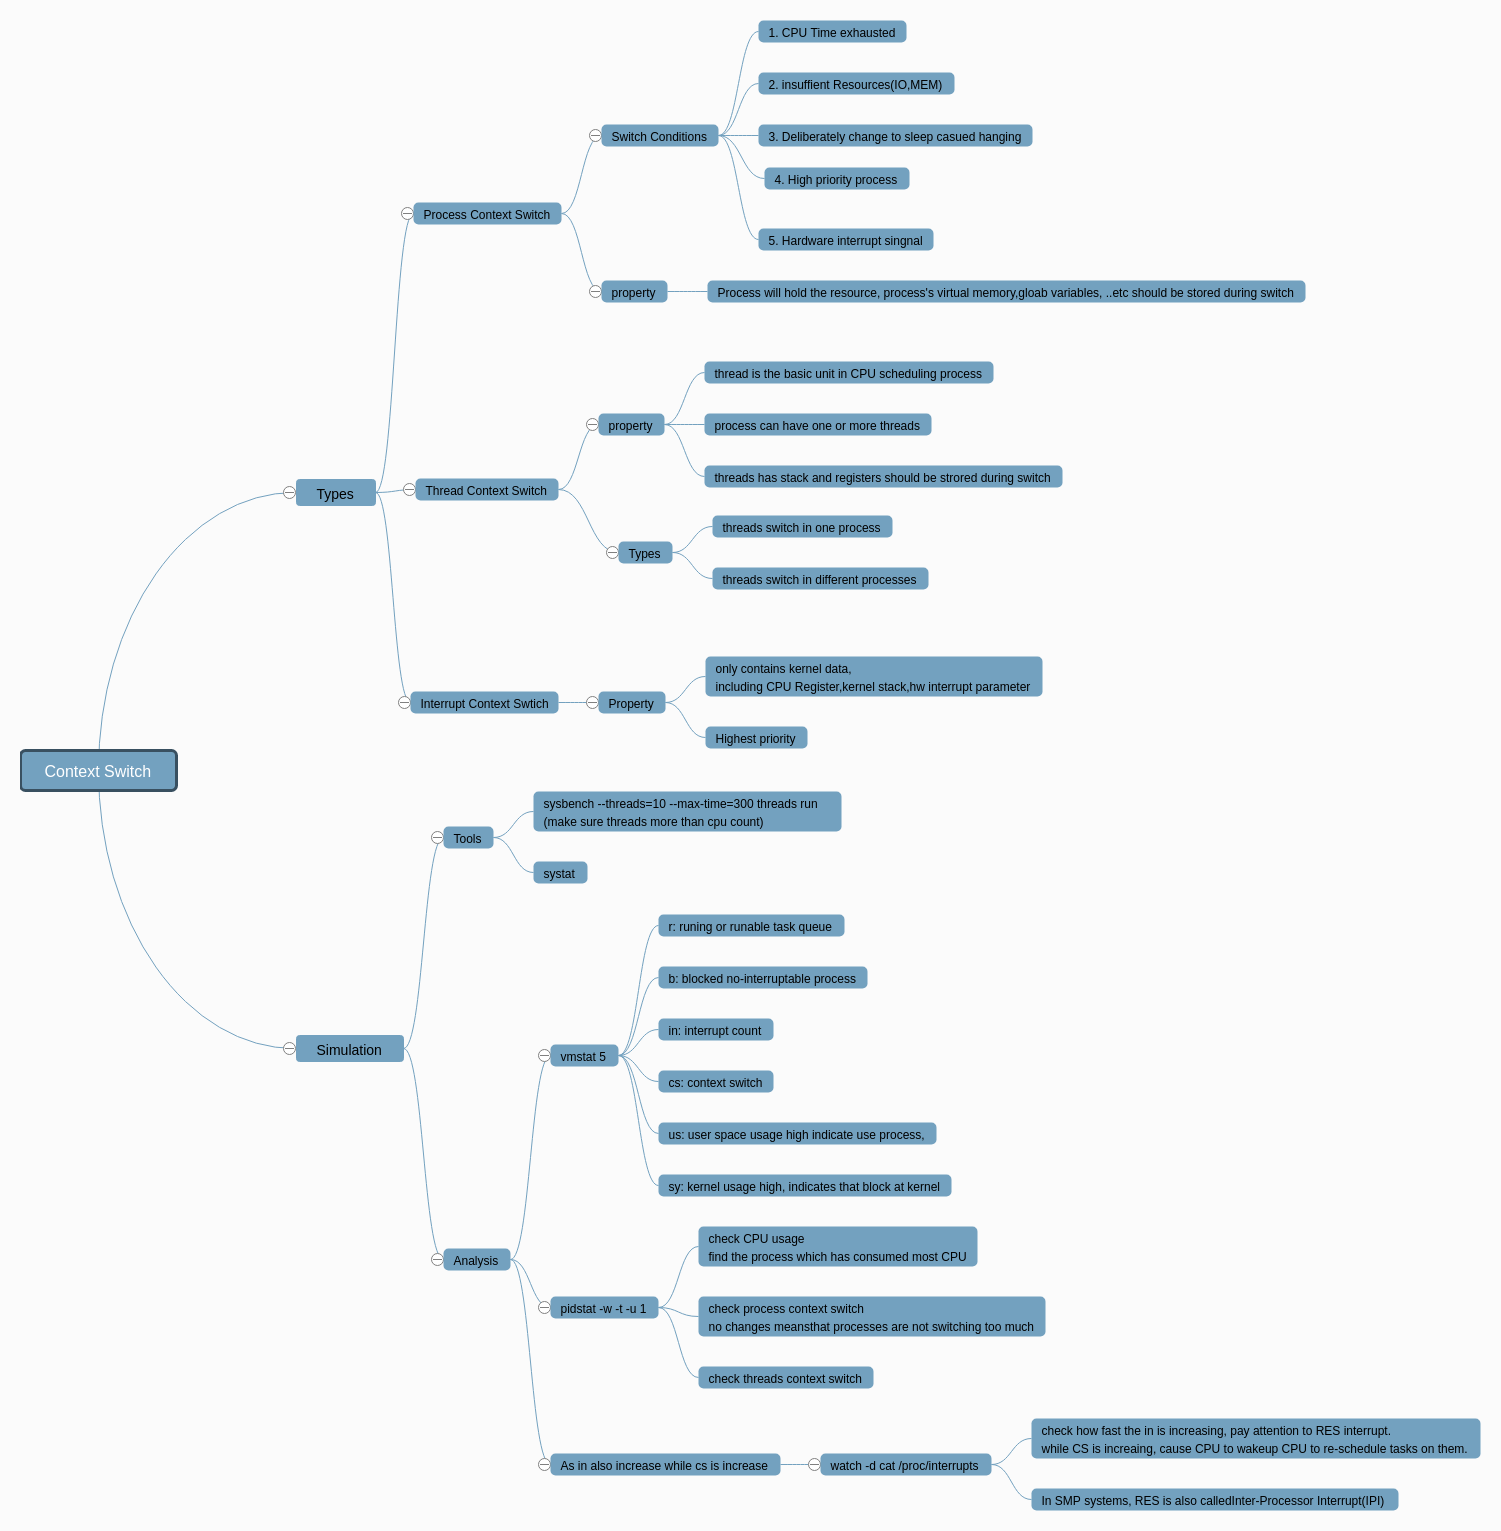 1. CPU Time exhausted
2. insuffient Resources(IO,MEM)
Switch Conditions
3. Deliberately change to sleep casued hanging
4. High priority process
Process Context Switch
5. Hardware interrupt singnal
property
Process will hold the resource, process's virtual memory,gloab variables, ..etc should be stored during switch
thread is the basic unit in CPU scheduling process
property
process can have one or more threads
threads has stack and registers should be strored during switch
Types
Thread Context Switch
threads switch in one process
Types
threads switch in different processes
only contains kernel data,
including CPU Register,kernel stack,hw interrupt parameter
Interrupt Context Swtich
Property
Highest priority
Context Switch
sysbench --threads=10 --max-time=300 threads run
(make sure threads more than cpu count)
Tools
systat
r: runing or runable task queue
b: blocked no-interruptable process
in: interrupt count
Simulation
vmstat 5
cs: context switch
us: user space usage high indicate use process,
sy: kernel usage high, indicates that block at kernel
check CPU usage
find the process which has consumed most CPU
Analysis
pidstat -w -t -u 1
check process context switch
no changes meansthat processes are not switching too much
check threads context switch
check how fast the in is increasing, pay attention to RES interrupt.
while CS is increaing, cause CPU to wakeup CPU to re-schedule tasks on them.
As in also increase while cs is increase
watch -d cat /proc/interrupts
In SMP systems, RES is also calledInter-Processor Interrupt(IPI)